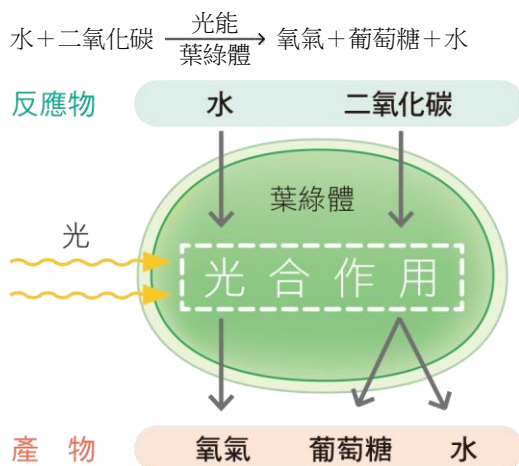 水＋二氧化碳 光能 葉綠體 氧氣＋葡萄糖＋水
反應物 水 二氧化碳
葉綠體
光
光合作用
產物 氧氣 葡萄糖 水